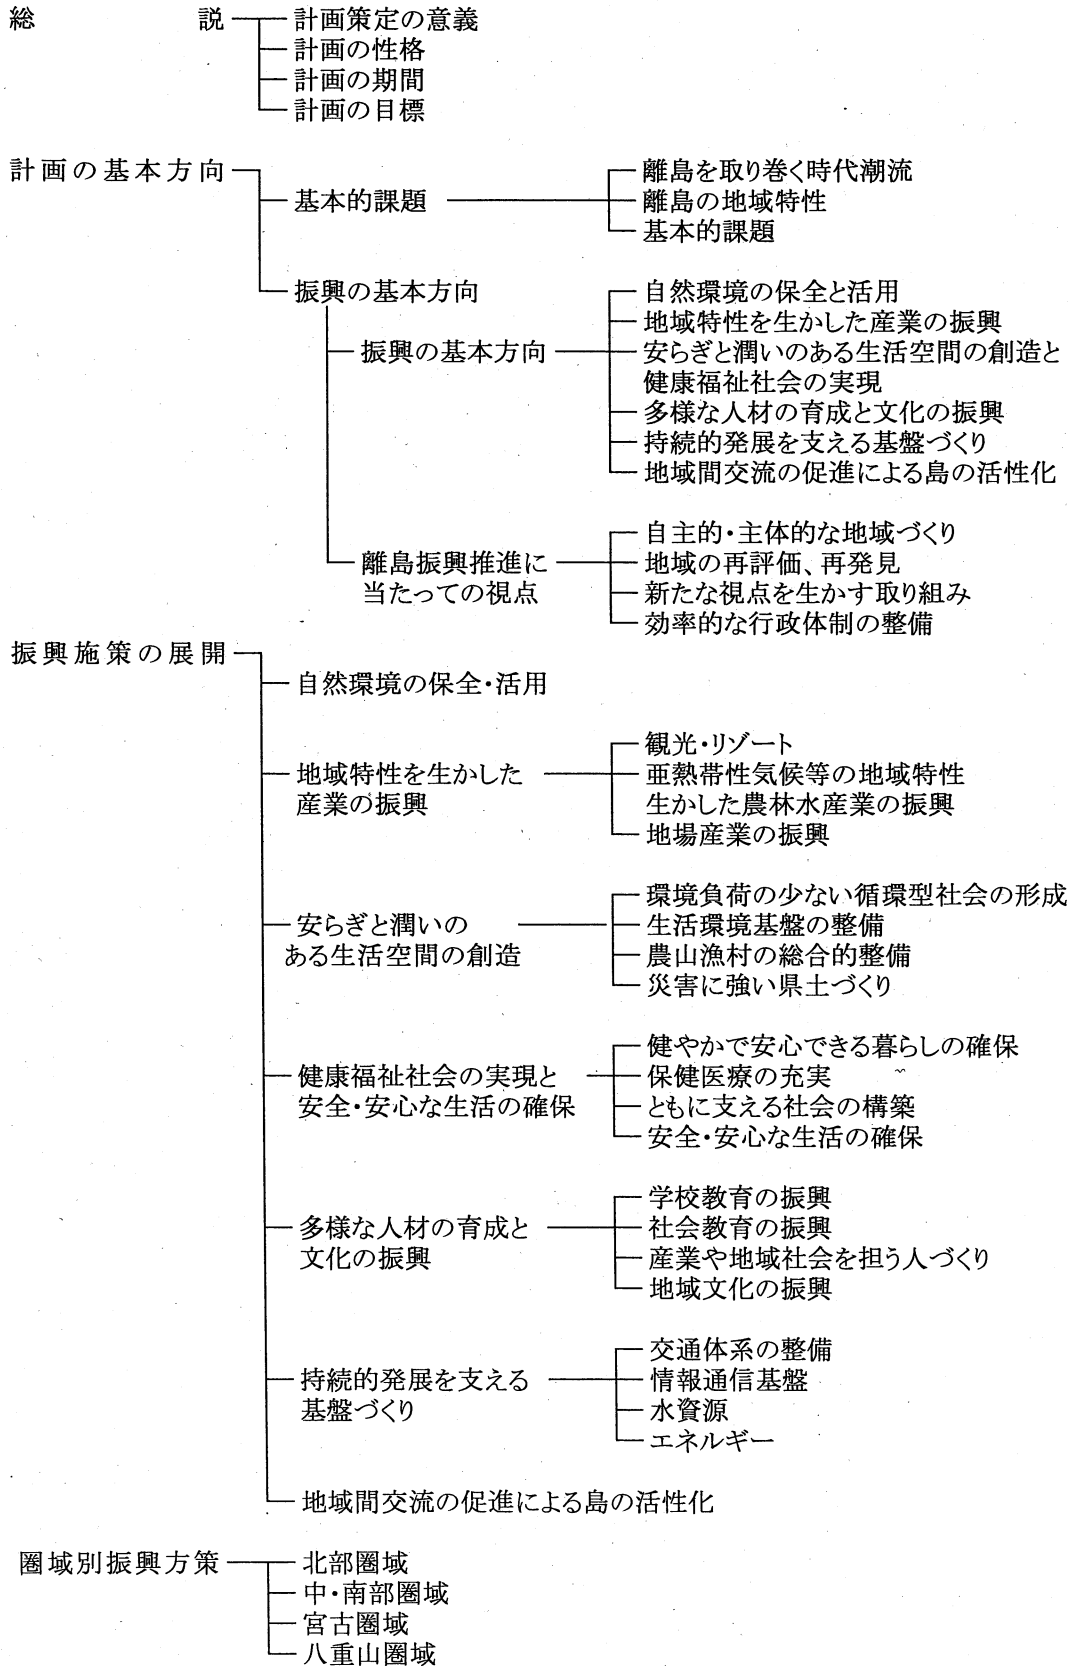 総説
計画策定の意義
計画の性格
計画の期間
計画の目標
計画の基本方向
基本的課題
離島を取り巻く時代潮流
離島の地域特性
基本的課題
振興の基本方向
振興の基本方向
自然環境の保全と活用
地域特性を生かした産業の振興
安らぎと潤いのある生活空間の創造と
健康福祉社会の実現
多様な人材の育成と文化の振興
持続的発展を支える基盤づくり
地域間交流の促進による島の活性化
離島振興推進に
当たっての視点
自主的・主体的な地域づくり
地域の再評価、再発見
新たな視点を生かす取り組み
効率的な行政体制の整備
振興施策の展開
自然環境の保全・活用
地域特性を生かした
産業の振興
観光・リゾート
亜熱帯性気候等の地域特性
生かした農林水産業の振興
地場産業の振興
安らぎと潤いの
ある生活空間の創造
環境負荷の少ない循環型社会の形成
生活環境基盤の整備
農山漁村の総合的整備
災害に強い県土づくり
健康福祉社会の実現と
安全・安心な生活の確保
健やかで安心できる暮らしの確保
保健医療の充実
ともに支える社会の構築
安全・安心な生活の確保
多様な人材の育成と
文化の振興
学校教育の振興
社会教育の振興
産業や地域社会を担う人づくり
地域文化の振興
持続的発展を支える
基盤づくり
交通体系の整備
情報通信基盤
水資源
エネルギー
地域間交流の促進による島の活性化
圏域別振興方策
北部圏域
中・南部圏域
宮古圏域
八重山圏域